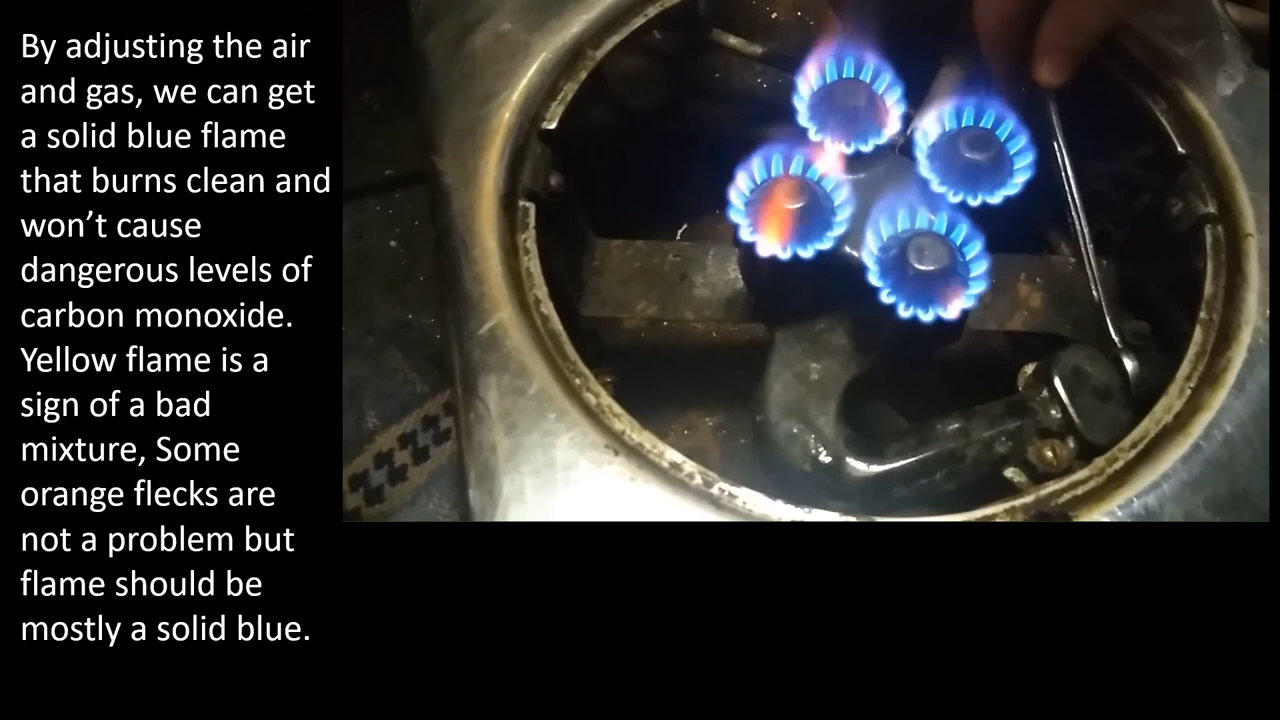 By adjusting the air
and gas, we can get
a solid blue flame
that burns clean and
won’t cause
dangerous levels of
carbon monoxide.
Yellow flame is a
sign of a bad
mixture, Some
orange flecks are
not a problem but
flame should be
mostly a solid blue.